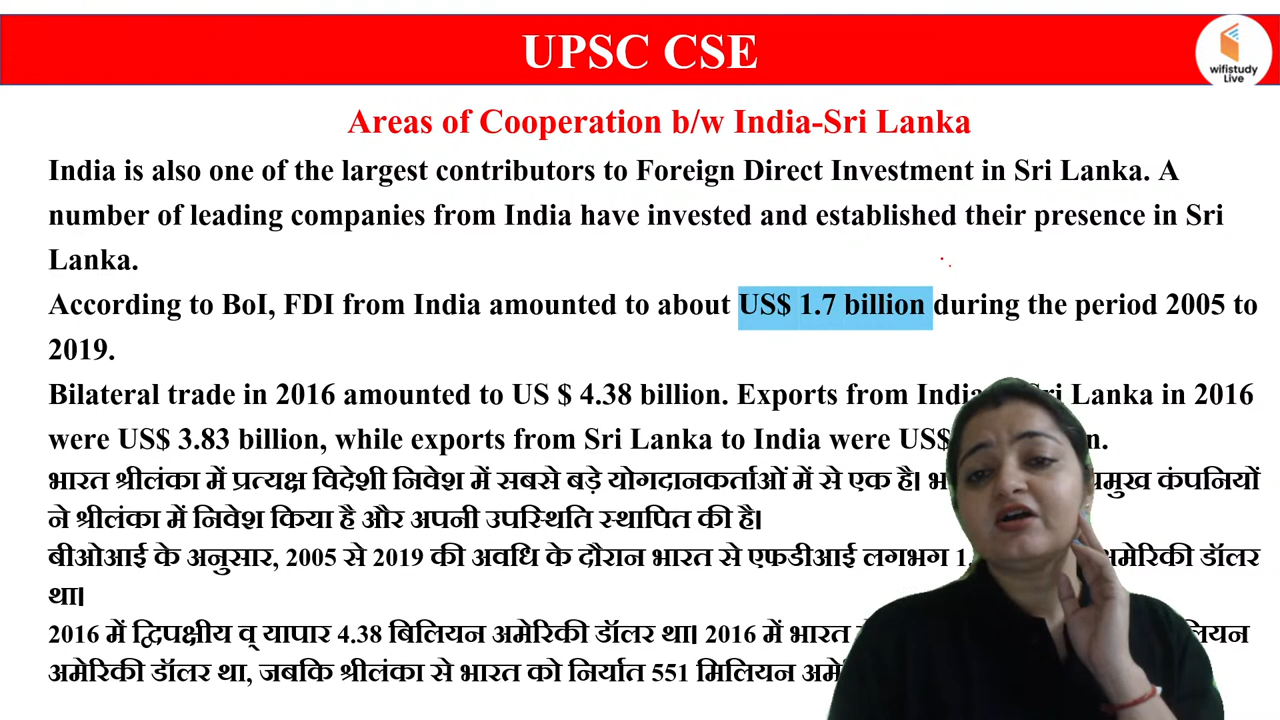 UPSC CSE
wifistudy
Live
Areas of Cooperation b/w India-Sri Lanka
India is also one of the largest contributors to Foreign Direct Investment in Sri Lanka. A
number of leading companies from India have invested and established their presence in Sri
Lanka.
According to BoI, FDI from India amounted to about US$ 1.7 billion during the period 2005 to
2019.
Bilateral trade in 2016 amounted to US $ 4.38 billion. Exports from India Sri Lanka in 2016
were US$ 3.83 billion, while exports from Sri Lanka to India were US$
भारत श्रीलंका में प्रत्यक्ष विदेशी निवेश में सबसे बड़े योगदानकर्ताओं में से एक है। कंपनियों
ने श्रीलंका में निवेश किया है और अपनी उपस्थिति स्थापित की है।
बीओआई के अनुसार, 2005 से 2019 की अवधि के दौरान भारत से एफडीआई लगभग अमेरिकी डॉलर
था।
2016 में द्विपक्षीय व् यापार 4.38 बिलियन अमेरिकी डॉलर था। 2016 में भारत
अमेरिकी डॉलर था, जबकि श्रीलंका से भारत को निर्यात 551 मिलियन